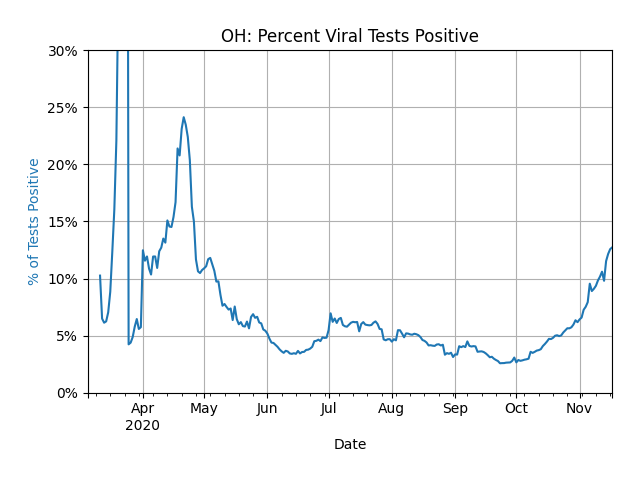 OH: Percent Viral Tests Positive
30%
25%
20%
15%
10%
5%
0%
% of Tests Positive
Apr May Jun Jul Aug Sep Oct Nov
2020
Date